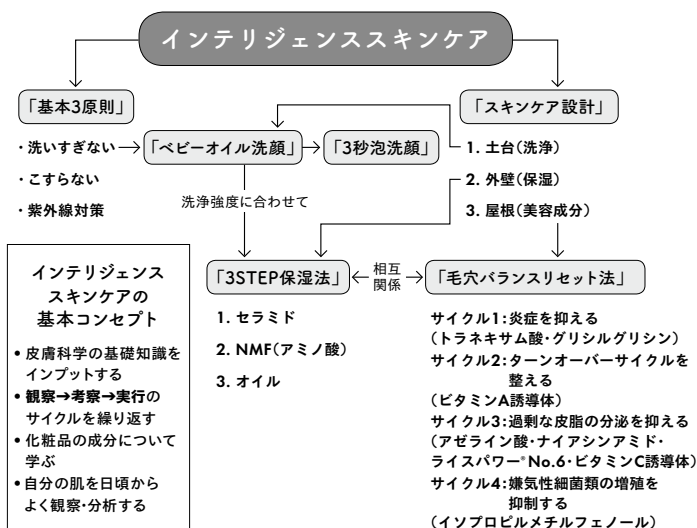 インテリジェンススキンケア
「基本3原則」
・洗いすぎない
・こすらない
・紫外線対策
「ベビーオイル洗顔」
「3秒泡洗顔」
「スキンケア設計」
1. 土台(洗浄)
2. 外壁(保湿)
3. 屋根(美容成分)
洗浄強度に合わせて
インテリジェンス
スキンケアの
基本コンセプト
• 皮膚科学の基礎知識を
インプットする
• 観察→考察→実行の
サイクルを繰り返す
• 化粧品の成分について
学ぶ
• 自分の肌を日頃から
よく観察・分析する
「3STEP保湿法」
1. セラミド
2. NMF(アミノ酸)
3. オイル
相互
関係
「毛穴バランスリセット法」
サイクル1:炎症を抑える
(トラネキサム酸・グリシルグリシン)
サイクル2:ターンオーバーサイクルを
整える
(ビタミンA誘導体)
サイクル3:過剰な皮脂の分泌を抑える
(アゼライン酸・ナイアシンアミド・
ライスパワー®No.6・ビタミンC誘導体)
サイクル4:嫌気性細菌類の増殖を
抑制する
(イソプロピルメチルフェノール)